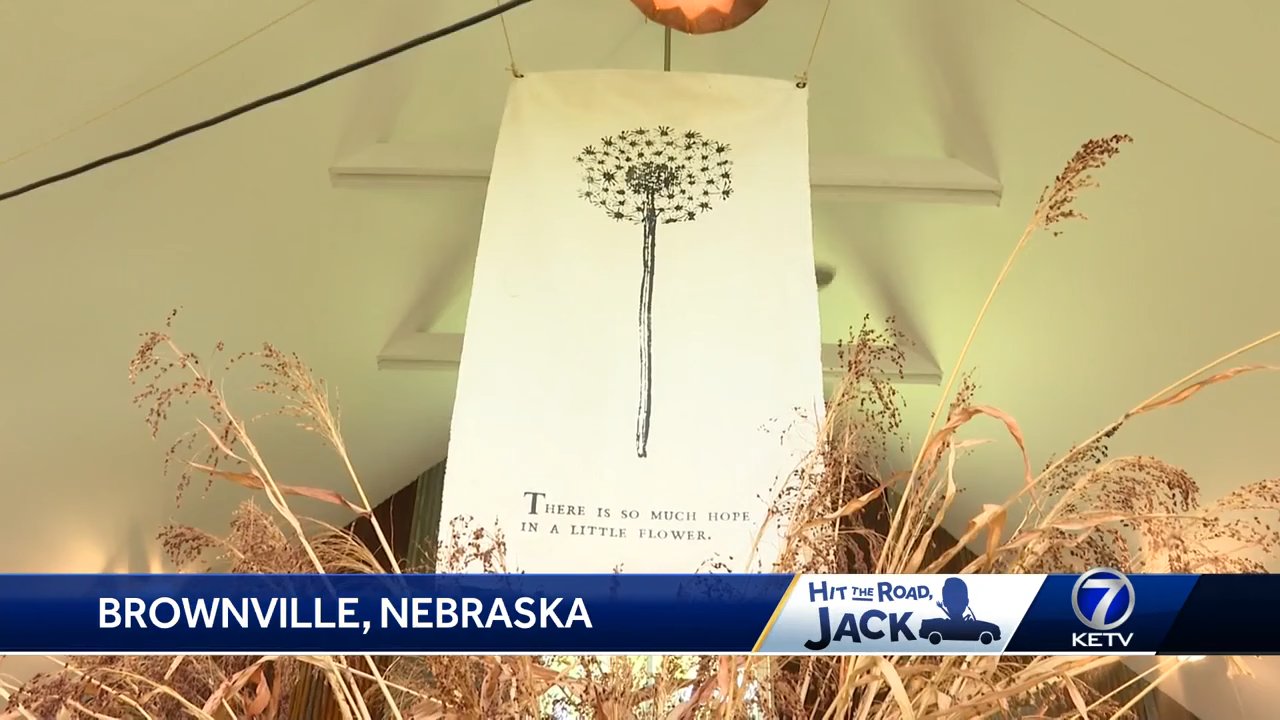 THERE IS SO MUCH HOPE
IN A LITTLE FLOWER.
BROWNVILLE, NEBRASKA
HIT THE ROAD,
JACK
7
KETV